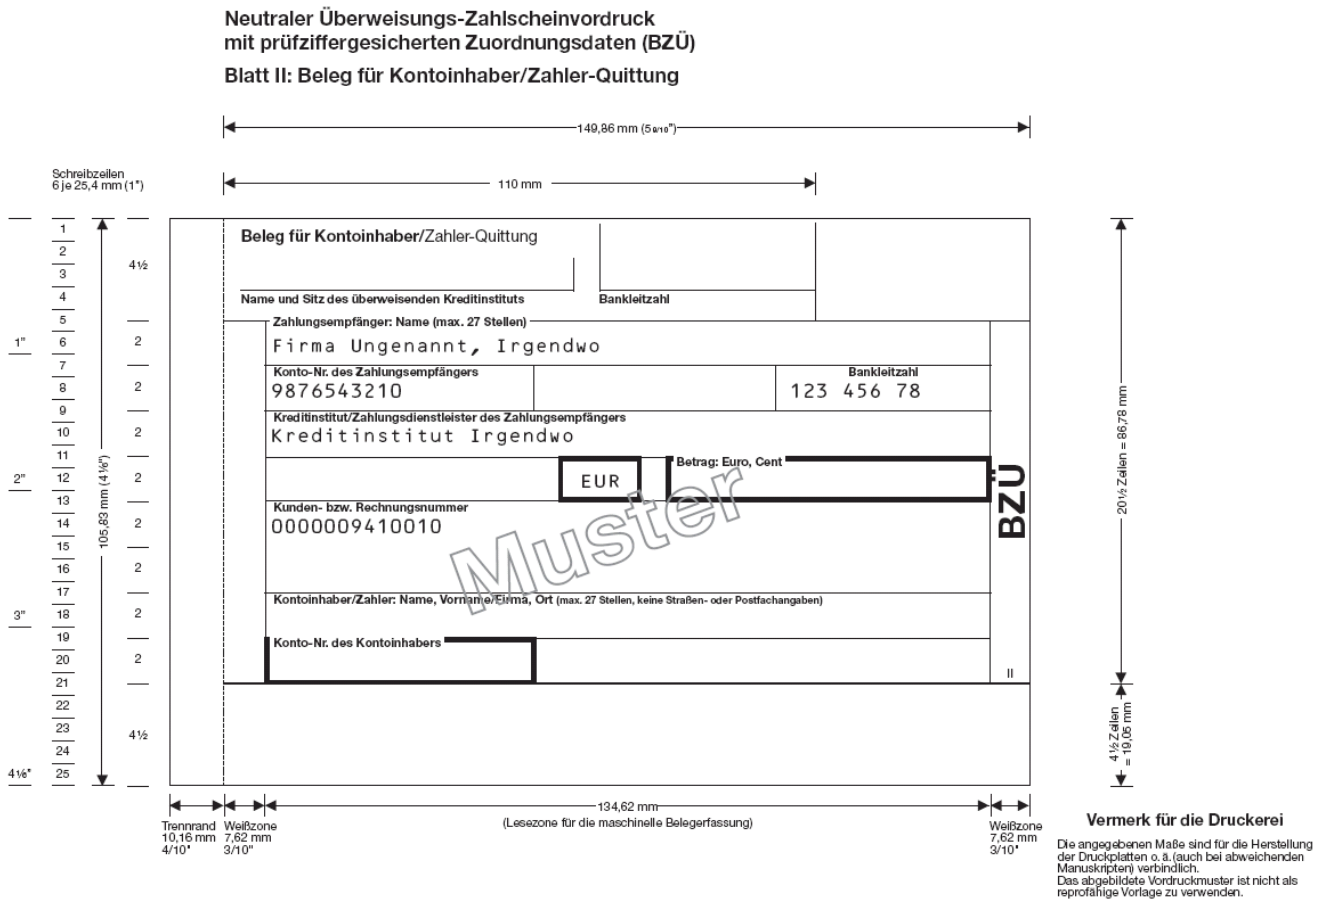 Neutraler Überweisungs-Zahlscheinvordruck
mit prüfziffergesicherten Zuordnungsdaten (BZÜ)
Blatt II: Beleg für Kontoinhaber/Zahler-Quittung
149,86 mm (5 9/10")
Schreibzeilen
6 je 25,4 mm (1")
110 mm
1
2
3
4
5
6
7
8
9
10
11
12
13
14
15
16
17
18
19
20
21
22
23
24
25
1"
2"
3"
4⅙"
105,83 mm (4⅙")
4½
2
2
2
2
2
2
2
2
4½
Beleg für Kontoinhaber/Zahler-Quittung
Name und Sitz des überweisenden Kreditinstituts Bankleitzahl
Zahlungsempfänger: Name (max. 27 Stellen)
Firma Ungenannt, Irgendwo
Konto-Nr. des Zahlungsempfängers Bankleitzahl
9876543210 123 456 78
Kreditinstitut/Zahlungsdienstleister des Zahlungsempfängers
Kreditinstitut Irgendwo
Betrag: Euro, Cent
EUR
Kunden- bzw. Rechnungsnummer
0000009410010
Muster
Kontoinhaber/Zahler: Name, Vorname/Firma, Ort (max. 27 Stellen, keine Straßen- oder Postfachangaben)
Konto-Nr. des Kontoinhabers
BZÜ
II
20½ Zeilen = 86,78 mm
4½ Zeilen
= 19,05 mm
134,62 mm
(Lesezone für die maschinelle Belegerfassung)
Trennrand
10,16 mm
4/10"
Weißzone
7,62 mm
3/10"
Weißzone
7,62 mm
3/10"
Vermerk für die Druckerei
Die angegebenen Maße sind für die Herstellung
der Druckplatten o. ä. (auch bei abweichenden
Manuskripten) verbindlich.
Das abgebildete Vordruckmuster ist nicht als
reprofähige Vorlage zu verwenden.